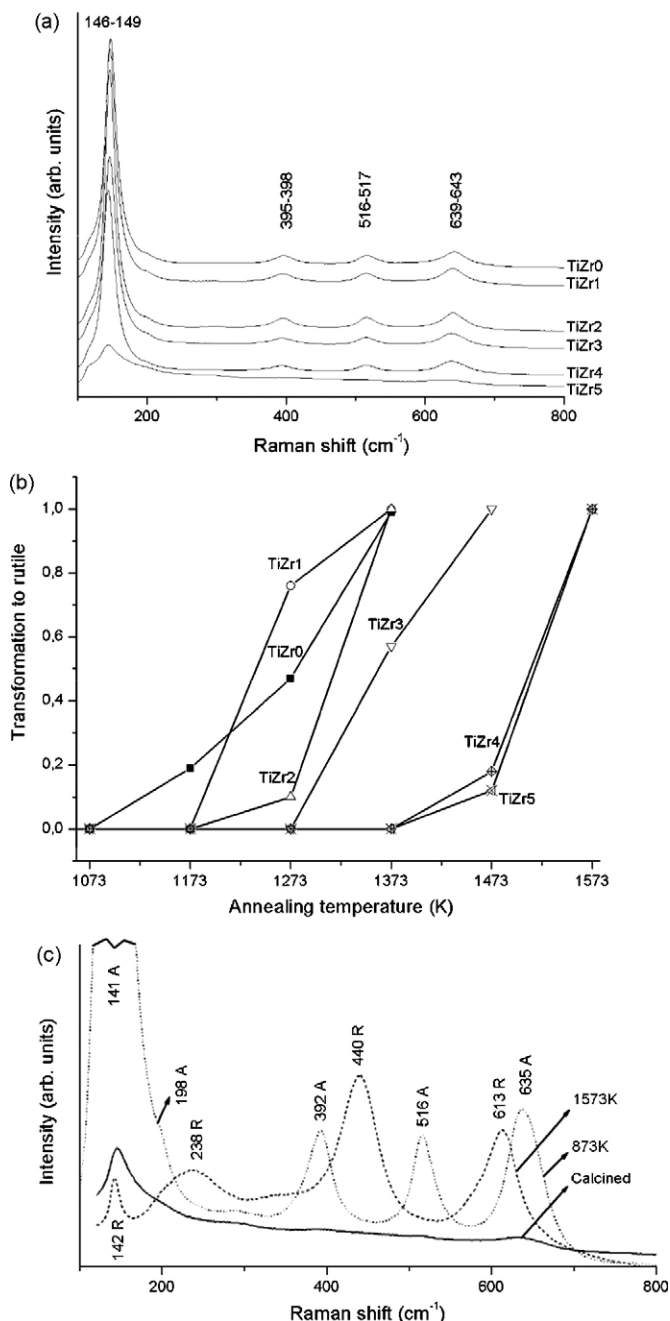 (a)
146-149
395-398
516-517
639-643
TiZr0
TiZr1
TiZr2
TiZr3
TiZr4
TiZr5
Intensity (arb. units)
200 400 600 800
Raman shift (cm⁻¹)
(b)
Transformation to rutile
1,0
0,8
0,6
0,4
0,2
0,0
TiZr1
TiZr0
TiZr3
TiZr2
TiZr4
TiZr5
1073 1173 1273 1373 1473 1573
Annealing temperature (K)
(c)
Intensity (arb. units)
141 A
198 A
238 R
392 A
440 R
516 A
613 R
635 A
1573K
873K
Calcined
142 R
200 400 600 800
Raman shift (cm⁻¹)